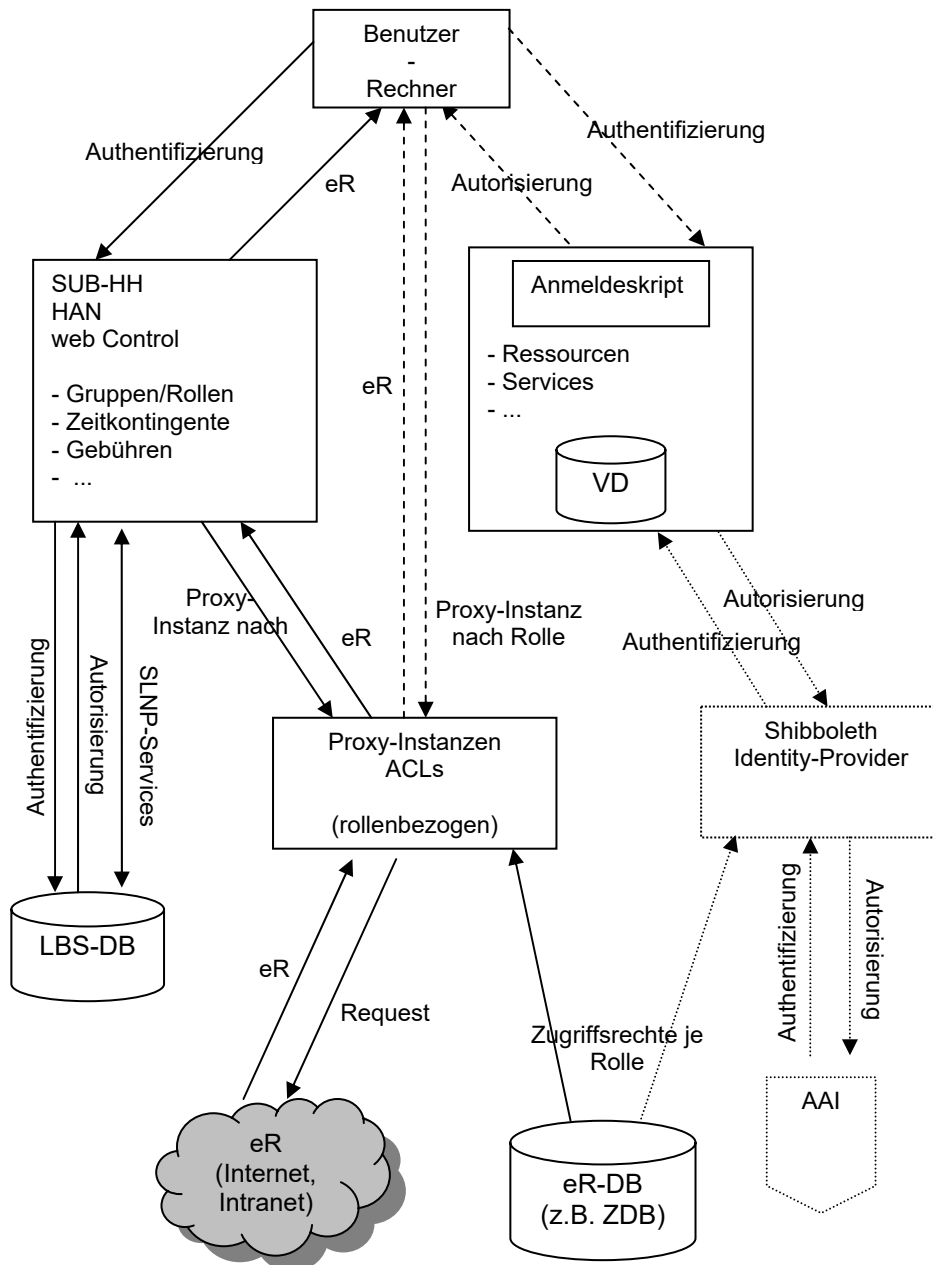 Benutzer
-
Rechner
Authentifizierung
eR
Autorisierung
Authentifizierung
SUB-HH
HAN
web Control
- Gruppen/Rollen
- Zeitkontingente
- Gebühren
- ...
eR
Anmeldeskript
- Ressourcen
- Services
- ...
VD
Authentifizierung
Autorisierung
SLNP-Services
Proxy-
Instanz nach
eR
Proxy-Instanz
nach Rolle
Autorisierung
Authentifizierung
Proxy-Instanzen
ACLs
(rollenbezogen)
Shibboleth
Identity-Provider
LBS-DB
eR
Request
Zugriffsrechte je
Rolle
Authentifizierung
Autorisierung
eR
(Internet,
Intranet)
eR-DB
(z.B. ZDB)
AAI